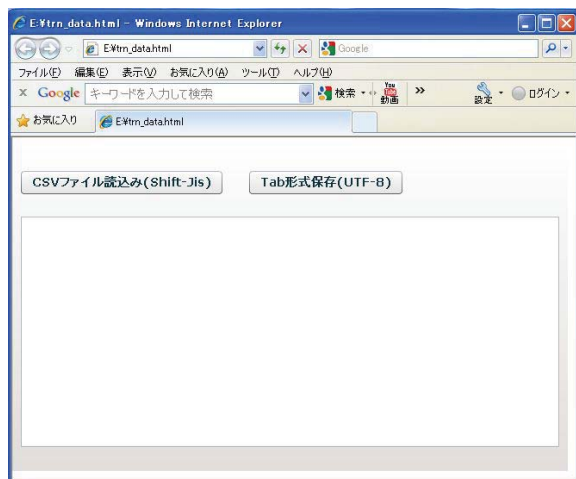 E:¥trn_data.html - Windows Internet Explorer
E:¥trn_data.html Google
ファイル(F) 編集(E) 表示(V) お気に入り(A) ツール(T) ヘルプ(H)
x Google キーワードを入力して検索 検索 You 動画 » 設定 ログイン
お気に入り E:¥trn_data.html
CSVファイル読込み(Shift-Jis) Tab形式保存(UTF-8)